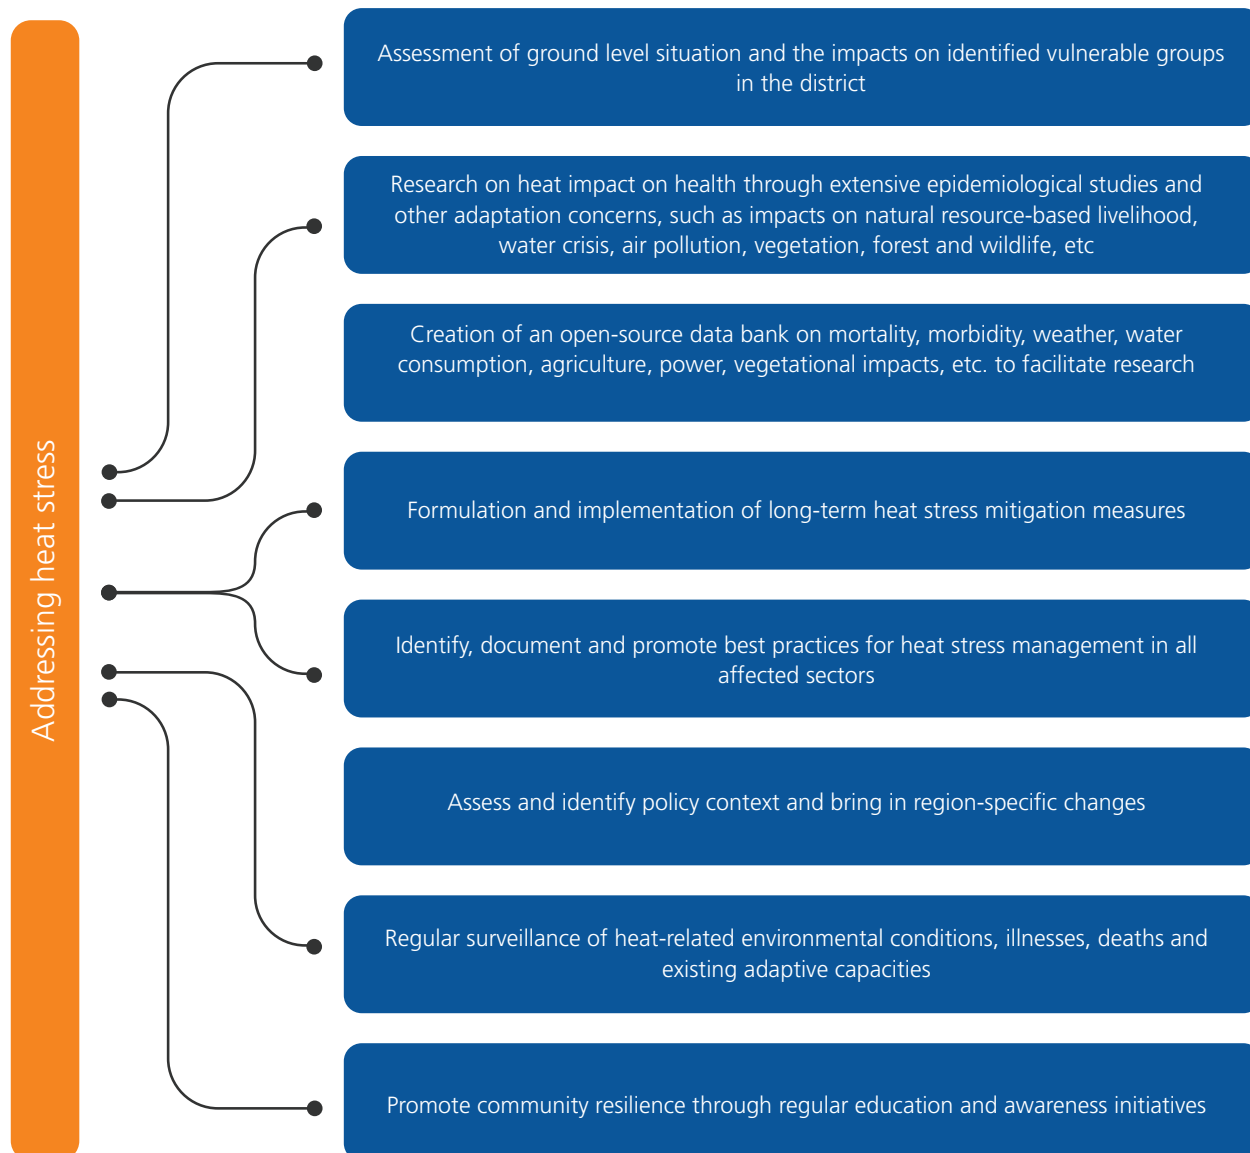 Addressing heat stress
Assessment of ground level situation and the impacts on identified vulnerable groups
in the district
Research on heat impact on health through extensive epidemiological studies and
other adaptation concerns, such as impacts on natural resource-based livelihood,
water crisis, air pollution, vegetation, forest and wildlife, etc
Creation of an open-source data bank on mortality, morbidity, weather, water
consumption, agriculture, power, vegetational impacts, etc. to facilitate research
Formulation and implementation of long-term heat stress mitigation measures
Identify, document and promote best practices for heat stress management in all
affected sectors
Assess and identify policy context and bring in region-specific changes
Regular surveillance of heat-related environmental conditions, illnesses, deaths and
existing adaptive capacities
Promote community resilience through regular education and awareness initiatives